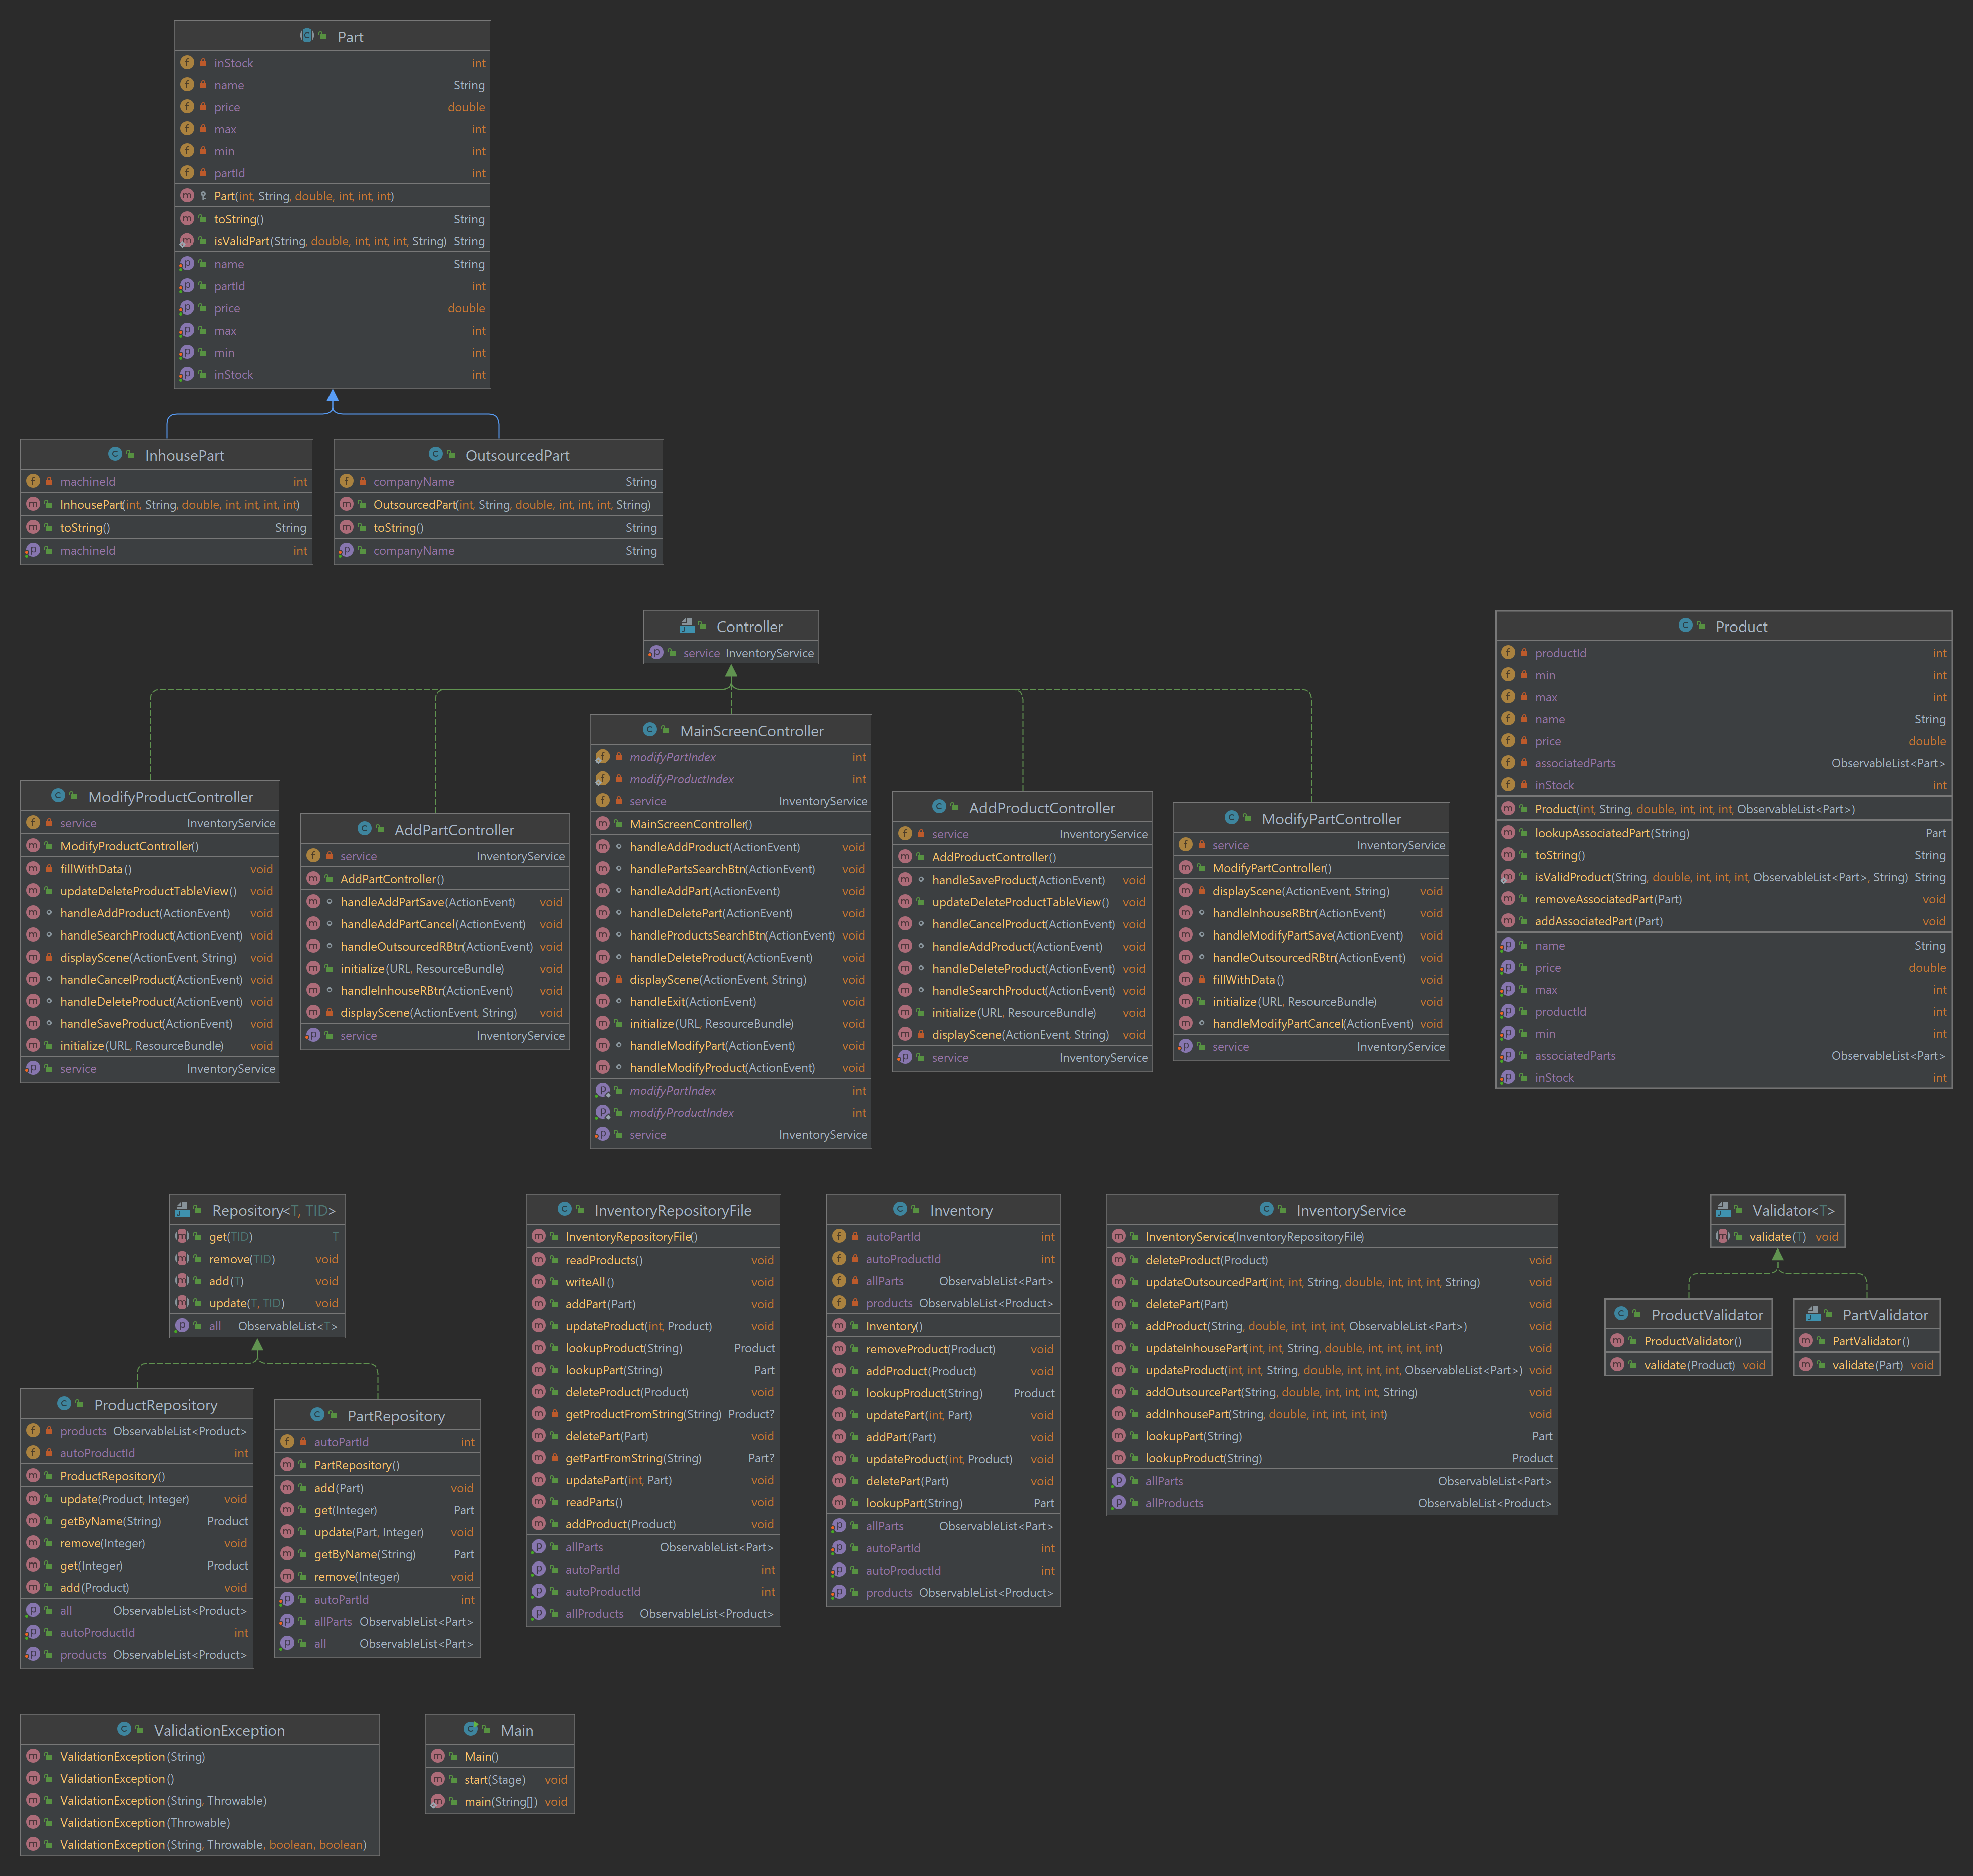 Part
inStock int
name String
price double
max int
min int
partId int
Part(int, String, double, int, int, int)
toString() String
isValidPart(String, double, int, int, int, String) String
name String
partId int
price double
max int
min int
inStock int
InhousePart
machineId int
InhousePart(int, String, double, int, int, int, int)
toString() String
machineId int
OutsourcedPart
companyName String
OutsourcedPart(int, String, double, int, int, int, String)
toString() String
companyName String
Controller
service InventoryService
Product
productId int
min int
max int
name String
price double
associatedParts ObservableList<Part>
inStock int
Product(int, String, double, int, int, int, ObservableList<Part>)
lookupAssociatedPart(String) Part
toString() String
isValidProduct(String, double, int, int, int, ObservableList<Part>, String) String
removeAssociatedPart(Part) void
addAssociatedPart(Part) void
name String
price double
max int
productId int
min int
associatedParts ObservableList<Part>
inStock int
ModifyProductController
service InventoryService
ModifyProductController()
fillWithData() void
updateDeleteProductTableView() void
handleAddProduct(ActionEvent) void
handleSearchProduct(ActionEvent) void
displayScene(ActionEvent, String) void
handleCancelProduct(ActionEvent) void
handleDeleteProduct(ActionEvent) void
handleSaveProduct(ActionEvent) void
initialize(URL, ResourceBundle) void
service InventoryService
AddPartController
service InventoryService
AddPartController()
handleAddPartSave(ActionEvent) void
handleAddPartCancel(ActionEvent) void
handleOutsourcedRBtn(ActionEvent) void
initialize(URL, ResourceBundle) void
handleInhouseRBtn(ActionEvent) void
displayScene(ActionEvent, String) void
service InventoryService
MainScreenController
modifyPartIndex int
modifyProductIndex int
service InventoryService
MainScreenController()
handleAddProduct(ActionEvent) void
handlePartsSearchBtn(ActionEvent) void
handleAddPart(ActionEvent) void
handleDeletePart(ActionEvent) void
handleProductsSearchBtn(ActionEvent) void
handleDeleteProduct(ActionEvent) void
displayScene(ActionEvent, String) void
handleExit(ActionEvent) void
initialize(URL, ResourceBundle) void
handleModifyPart(ActionEvent) void
handleModifyProduct(ActionEvent) void
modifyPartIndex int
modifyProductIndex int
service InventoryService
AddProductController
service InventoryService
AddProductController()
handleSaveProduct(ActionEvent) void
updateDeleteProductTableView() void
handleCancelProduct(ActionEvent) void
handleAddProduct(ActionEvent) void
handleDeleteProduct(ActionEvent) void
handleSearchProduct(ActionEvent) void
initialize(URL, ResourceBundle) void
displayScene(ActionEvent, String) void
service InventoryService
ModifyPartController
service InventoryService
ModifyPartController()
displayScene(ActionEvent, String) void
handleInhouseRBtn(ActionEvent) void
handleModifyPartSave(ActionEvent) void
handleOutsourcedRBtn(ActionEvent) void
fillWithData() void
initialize(URL, ResourceBundle) void
handleModifyPartCancel(ActionEvent) void
service InventoryService
Repository<T, TID>
get(TID) T
remove(TID) void
add(T) void
update(T, TID) void
all ObservableList<T>
ProductRepository
products ObservableList<Product>
autoProductId int
ProductRepository()
update(Product, Integer) void
getByName(String) Product
remove(Integer) void
get(Integer) Product
add(Product) void
all ObservableList<Product>
autoProductId int
products ObservableList<Product>
PartRepository
autoPartId int
PartRepository()
add(Part) void
get(Integer) Part
update(Part, Integer) void
getByName(String) Part
remove(Integer) void
autoPartId int
allParts ObservableList<Part>
all ObservableList<Part>
InventoryRepositoryFile
InventoryRepositoryFile()
readProducts() void
writeAll() void
addPart(Part) void
updateProduct(int, Product) void
lookupProduct(String) Product
lookupPart(String) Part
deleteProduct(Product) void
getProductFromString(String) Product?
deletePart(Part) void
getPartFromString(String) Part?
updatePart(int, Part) void
readParts() void
addProduct(Product) void
allParts ObservableList<Part>
autoPartId int
autoProductId int
allProducts ObservableList<Product>
Inventory
autoPartId int
autoProductId int
allParts ObservableList<Part>
products ObservableList<Product>
Inventory()
removeProduct(Product) void
addProduct(Product) void
lookupProduct(String) Product
updatePart(int, Part) void
addPart(Part) void
updateProduct(int, Product) void
deletePart(Part) void
lookupPart(String) Part
allParts ObservableList<Part>
autoPartId int
autoProductId int
products ObservableList<Product>
InventoryService
InventoryService(InventoryRepositoryFile)
deleteProduct(Product) void
updateOutsourcedPart(int, int, String, double, int, int, int, String) void
deletePart(Part) void
addProduct(String, double, int, int, int, ObservableList<Part>) void
updateInhousePart(int, int, String, double, int, int, int, int) void
updateProduct(int, int, String, double, int, int, int, ObservableList<Part>) void
addOutsourcePart(String, double, int, int, int, String) void
addInhousePart(String, double, int, int, int, int) void
lookupPart(String) Part
lookupProduct(String) Product
allParts ObservableList<Part>
allProducts ObservableList<Product>
Validator<T>
validate(T) void
ProductValidator
ProductValidator()
validate(Product) void
PartValidator
PartValidator()
validate(Part) void
ValidationException
ValidationException(String)
ValidationException()
ValidationException(String, Throwable)
ValidationException(Throwable)
ValidationException(String, Throwable, boolean, boolean)
Main
Main()
start(Stage) void
main(String[]) void